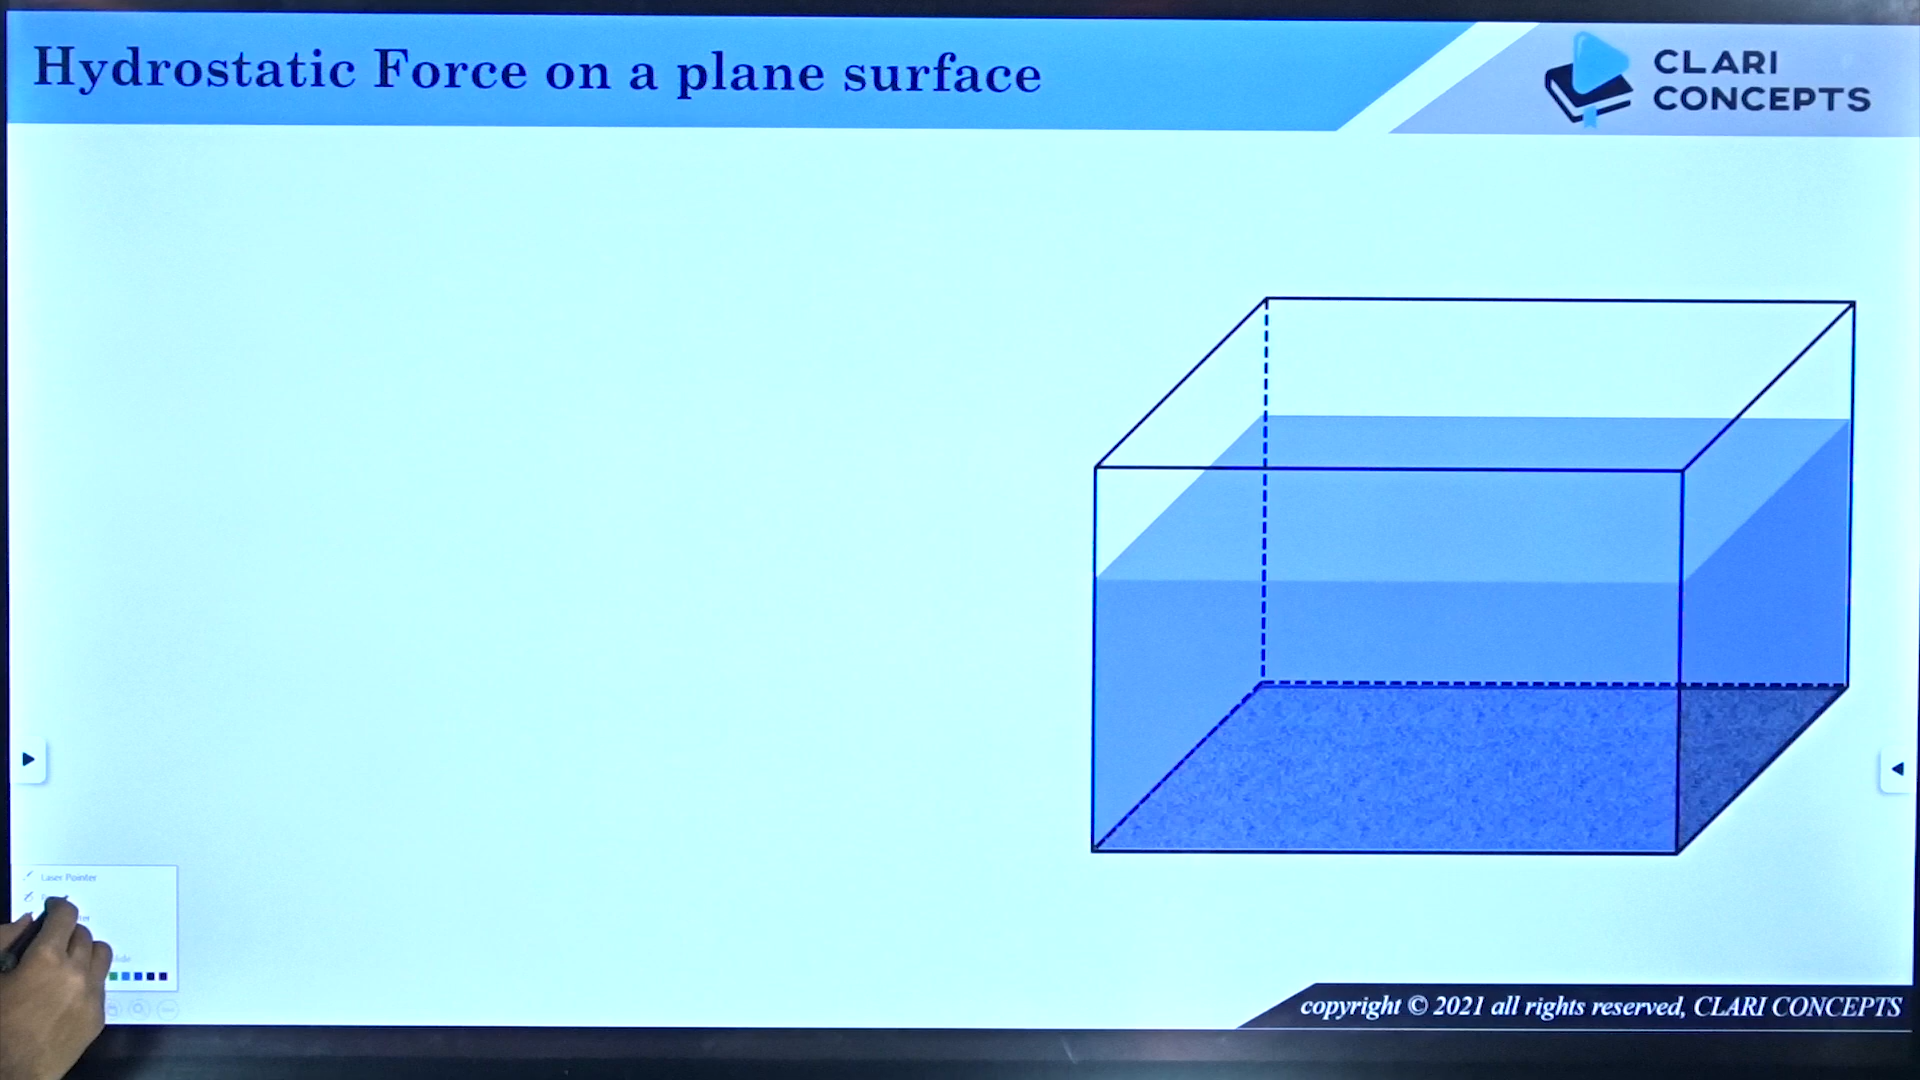 Hydrostatic Force on a plane surface
CLARI
CONCEPTS
Laser Pointer
copyright © 2021 all rights reserved, CLARI CONCEPTS